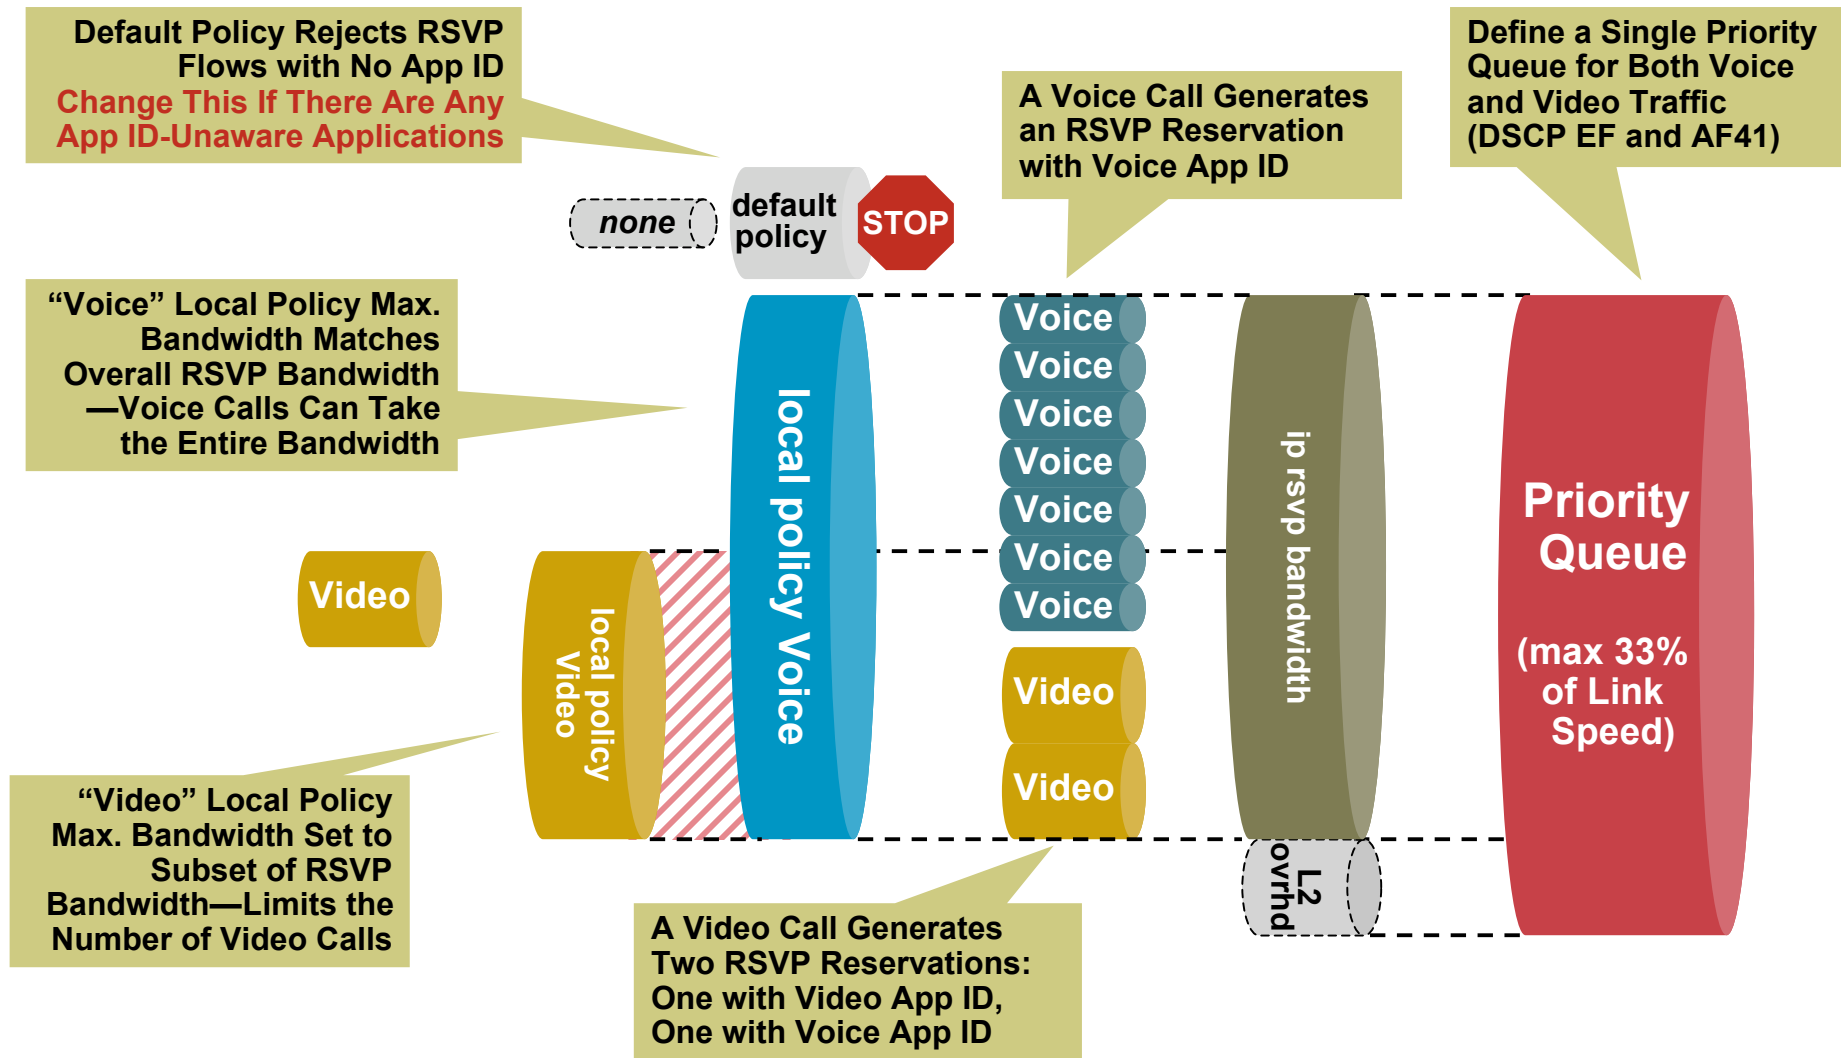 Default Policy Rejects RSVP
Flows with No App ID
Change This If There Are Any
App ID-Unaware Applications
A Voice Call Generates
an RSVP Reservation
with Voice App ID
Define a Single Priority
Queue for Both Voice
and Video Traffic
(DSCP EF and AF41)
none
default
policy
STOP
“Voice” Local Policy Max.
Bandwidth Matches
Overall RSVP Bandwidth
—Voice Calls Can Take
the Entire Bandwidth
Video
local policy
Video
local policy Voice
Voice
Voice
Voice
Voice
Voice
Voice
Voice
Video
Video
ip rsvp bandwidth
L2
ovrhd
Priority
Queue
(max 33%
of Link
Speed)
“Video” Local Policy
Max. Bandwidth Set to
Subset of RSVP
Bandwidth—Limits the
Number of Video Calls
A Video Call Generates
Two RSVP Reservations:
One with Video App ID,
One with Voice App ID